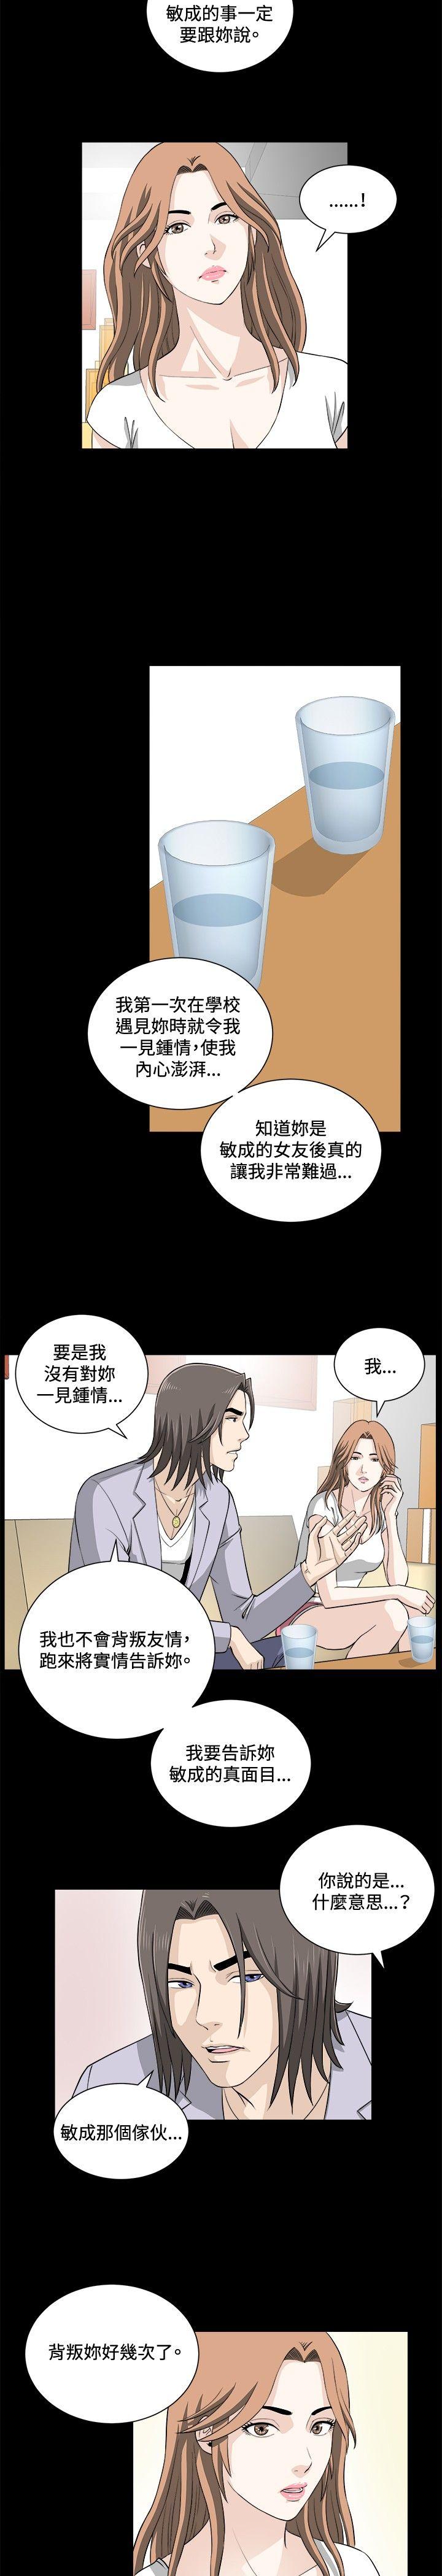 敏成的事一定
要跟妳說。
......!
我第一次在學校
遇見妳時就令我
一見鍾情,使我
內心澎湃...
知道妳是
敏成的女友後真的
讓我非常難過...
要是我
沒有對妳
一見鍾情...
我...
我也不會背叛友情,
跑來將實情告訴妳。
我要告訴妳
敏成的真面目...
你說的是...
什麼意思...?
敏成那個傢伙...
背叛妳好幾次了。